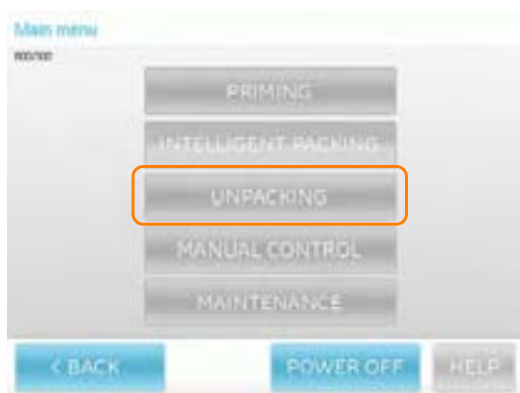 Main menu
PRIMING
INTELLIGENT PACKING
UNPACKING
MANUAL CONTROL
MAINTENANCE
< BACK
POWER OFF
HELP